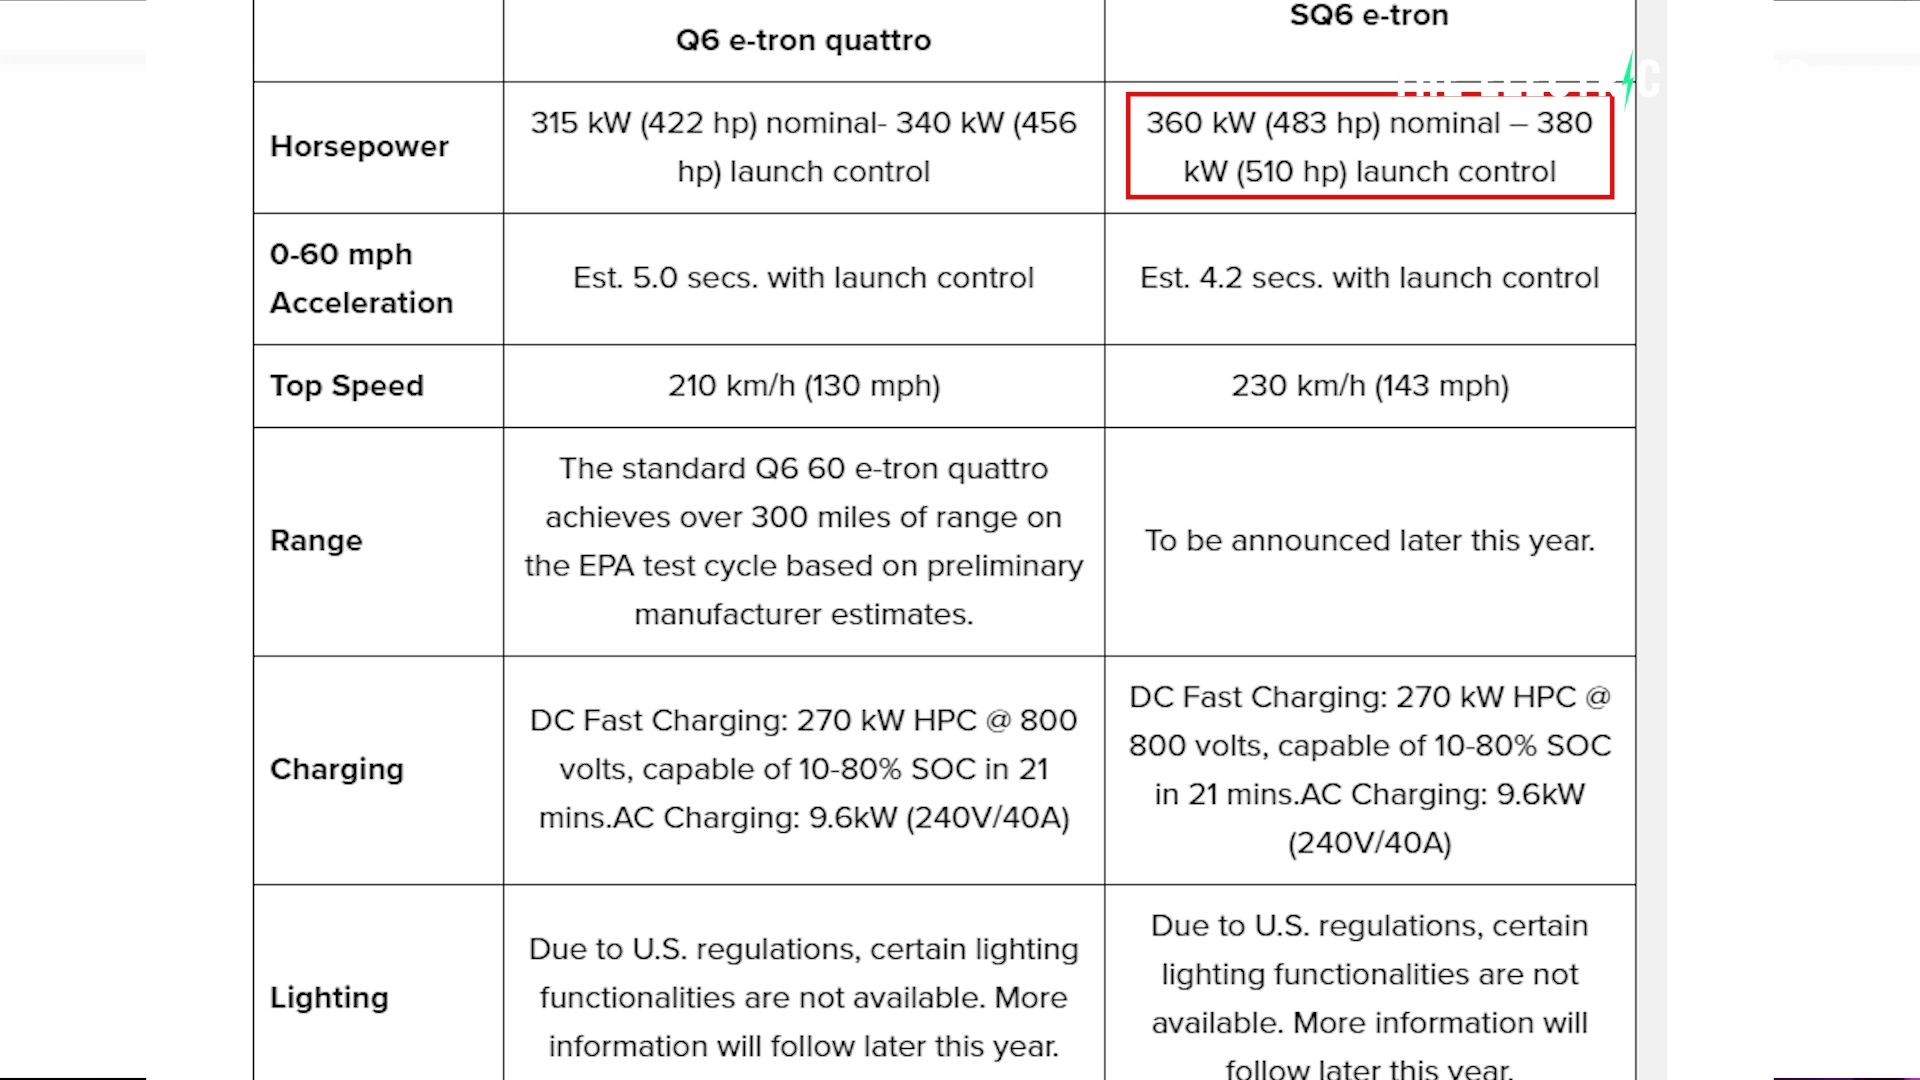 Q6 e-tron quattro
SQ6 e-tron
Horsepower
315 kW (422 hp) nominal- 340 kW (456
hp) launch control
360 kW (483 hp) nominal – 380
kW (510 hp) launch control
0-60 mph
Acceleration
Est. 5.0 secs. with launch control
Est. 4.2 secs. with launch control
Top Speed
210 km/h (130 mph)
230 km/h (143 mph)
Range
The standard Q6 60 e-tron quattro
achieves over 300 miles of range on
the EPA test cycle based on preliminary
manufacturer estimates.
To be announced later this year.
Charging
DC Fast Charging: 270 kW HPC @ 800
volts, capable of 10-80% SOC in 21
mins.AC Charging: 9.6kW (240V/40A)
DC Fast Charging: 270 kW HPC @
800 volts, capable of 10-80% SOC
in 21 mins.AC Charging: 9.6kW
(240V/40A)
Lighting
Due to U.S. regulations, certain lighting
functionalities are not available. More
information will follow later this year.
Due to U.S. regulations, certain
lighting functionalities are not
available. More information will
follow later this year.